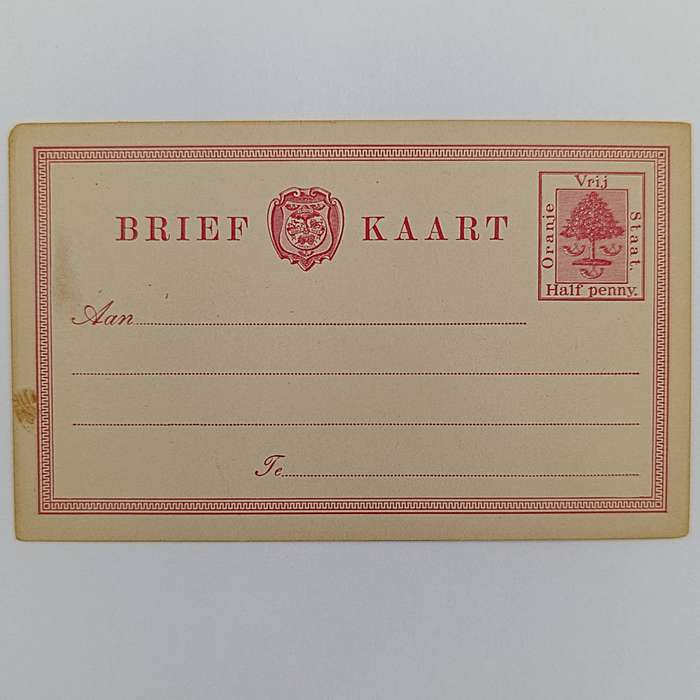 BRIEF KAART
Vrij
Oranje
Staat.
Half penny.
Aan
Te